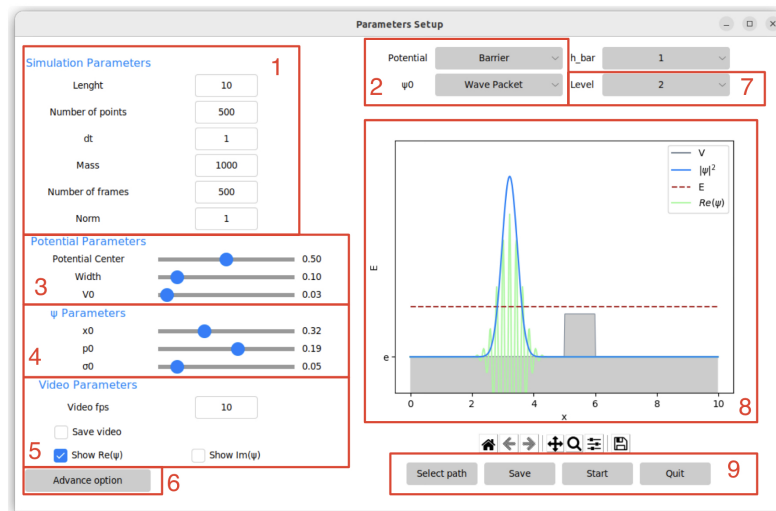 Parameters Setup
Simulation Parameters 1
Lenght 10
Number of points 500
dt 1
Mass 1000
Number of frames 500
Norm 1
Potential Parameters
Potential Center 0.50
Width 0.10
3
V0 0.03
ψ Parameters
x0 0.32
p0 0.19
4
σ0 0.05
Video Parameters
Video fps 10
Save video
5
Show Re(ψ) Show Im(ψ)
Advance option 6
Potential Barrier h_bar 1
2 ψ0 Wave Packet Level 2 7
V
|ψ|²
E
Re(ψ)
E
e
0 2 4 6 8 10
x
8
Select path Save Start Quit 9